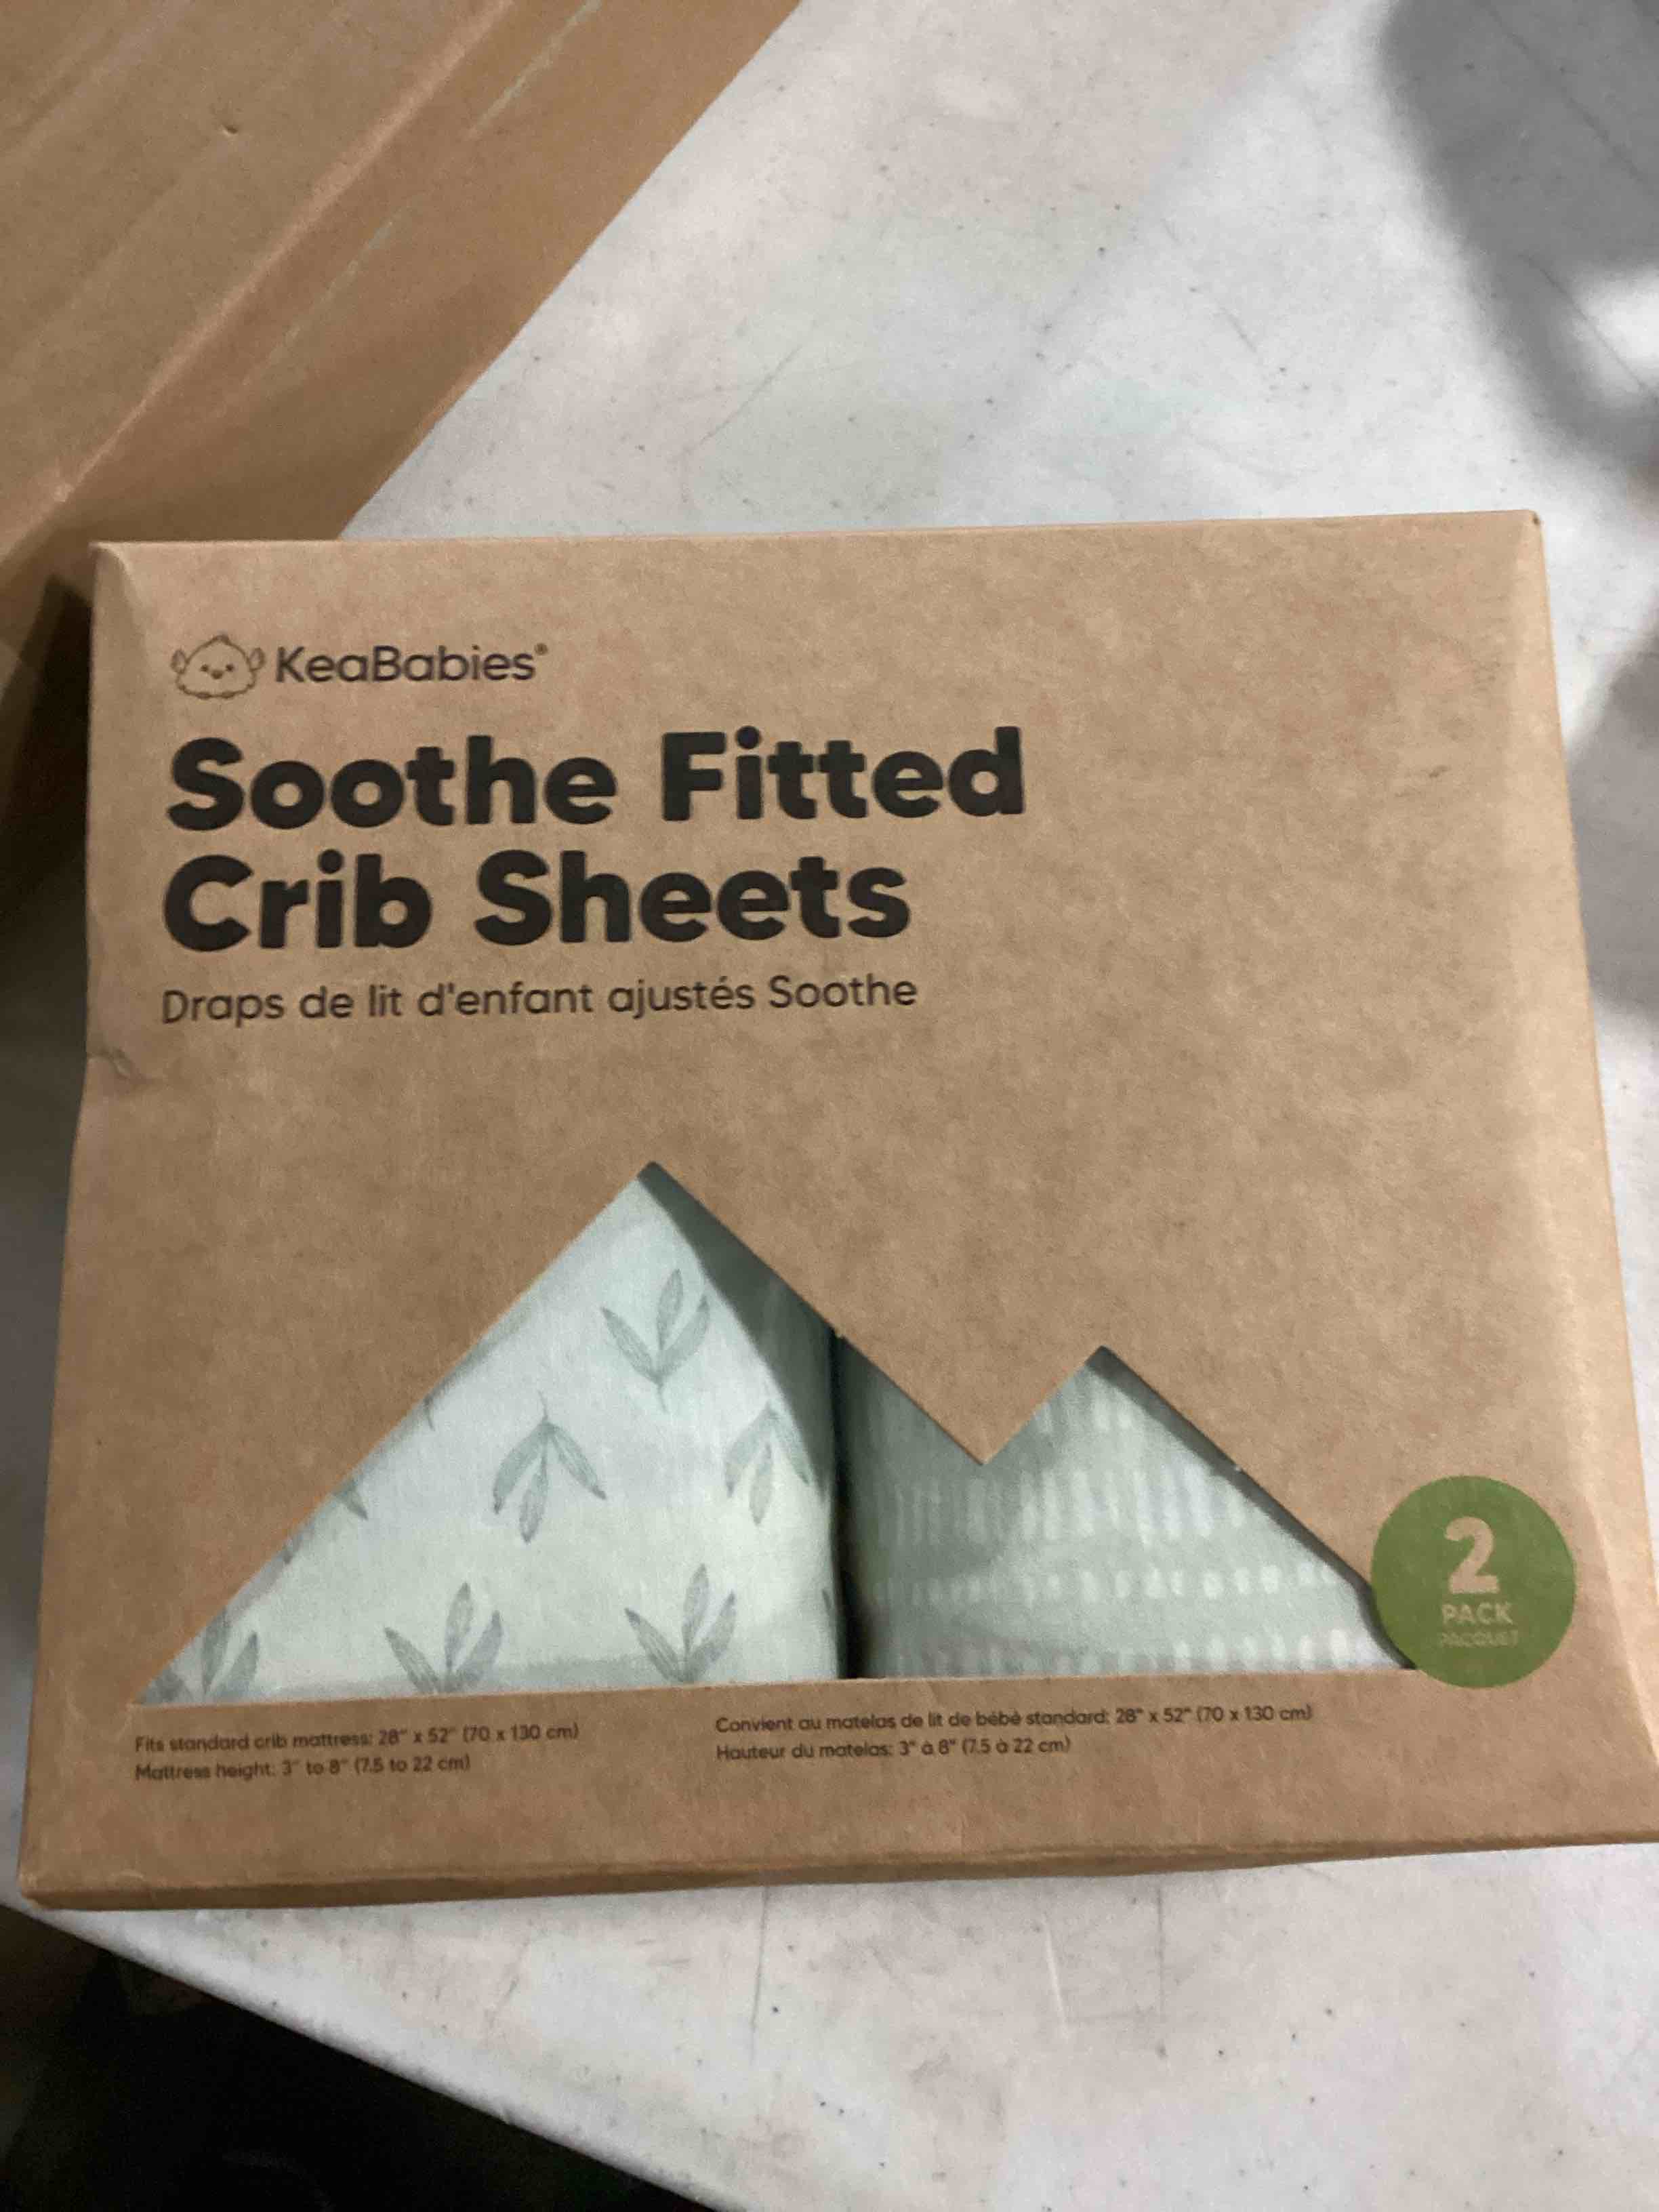 KeaBabies®
Soothe Fitted
Crib Sheets
Draps de lit d'enfant ajustés Soothe
2
PACK
PACQUET
Fits standard crib mattress: 28" x 52" (70 x 130 cm)
Mattress height: 3" to 8" (7.5 to 22 cm)
Convient au matelas de lit de bébé standard: 28" x 52" (70 x 130 cm)
Hauteur du matelas: 3" à 8" (7.5 à 22 cm)